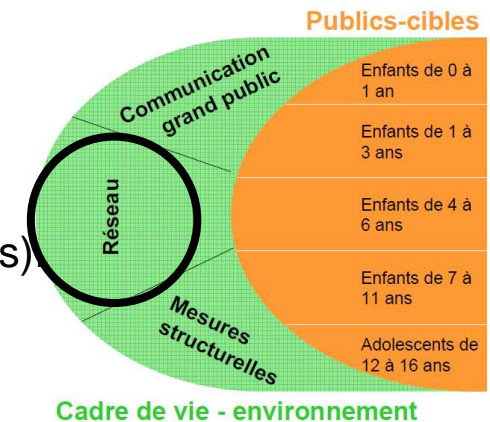 Publics-cibles
Communication
grand public
Enfants de 0 à
1 an
Enfants de 1 à
3 ans
Réseau
Enfants de 4 à
6 ans
s)
Enfants de 7 à
11 ans
Mesures
structurelles
Adolescents de
12 à 16 ans
Cadre de vie - environnement